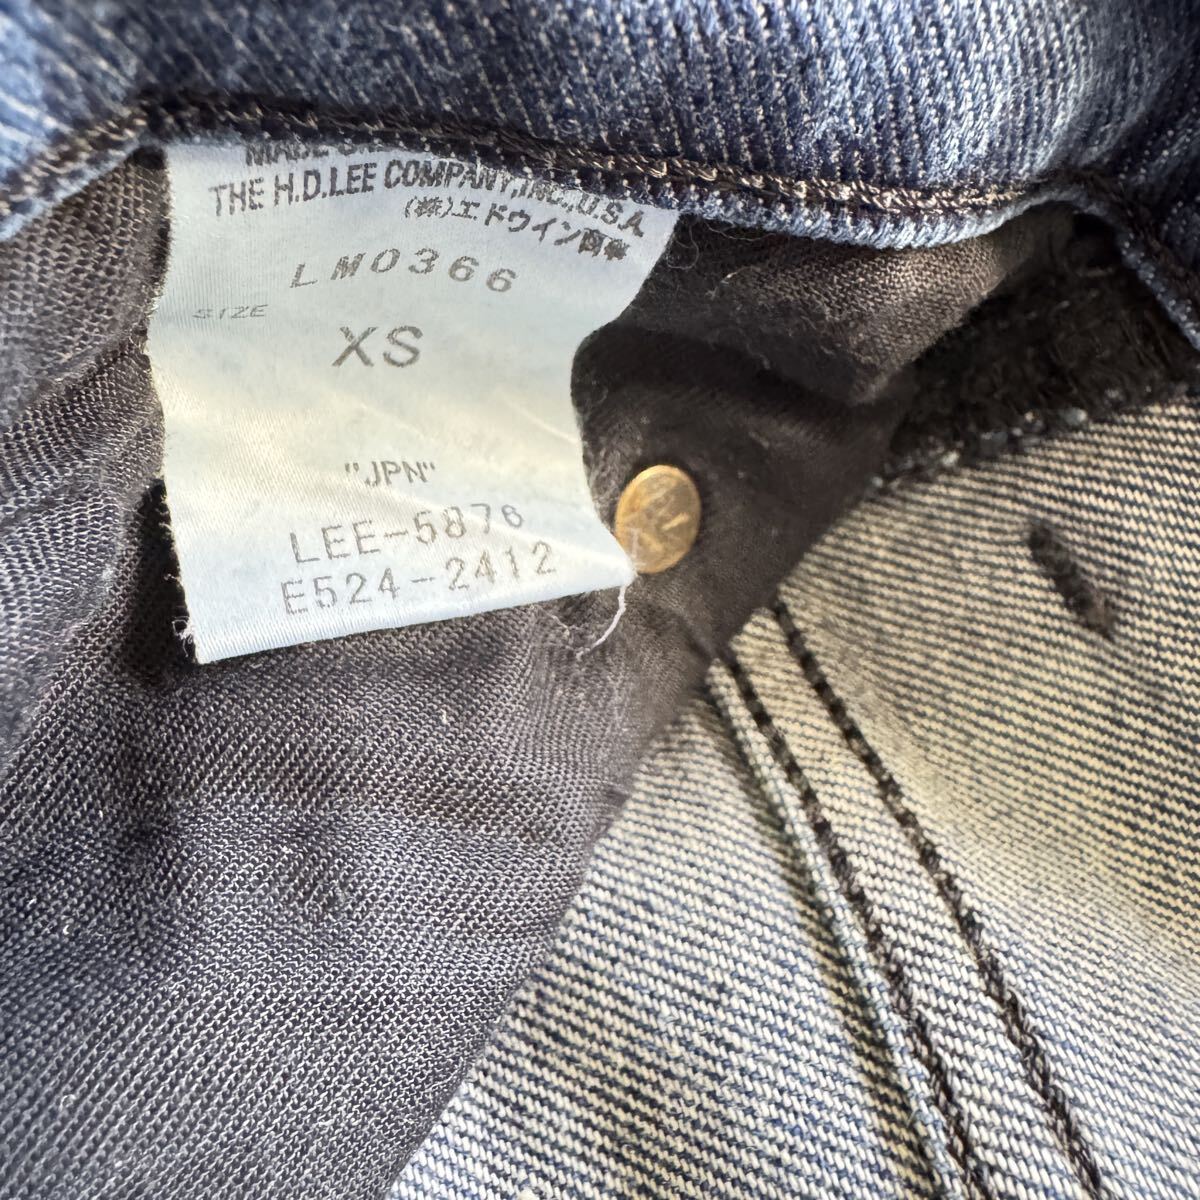 THE H.D.LEE COMPANY,INC.,U.S.A.
(株)エドウイン商事
LM0366
SIZE
XS
"JPN"
LEE-5876
E524-2412